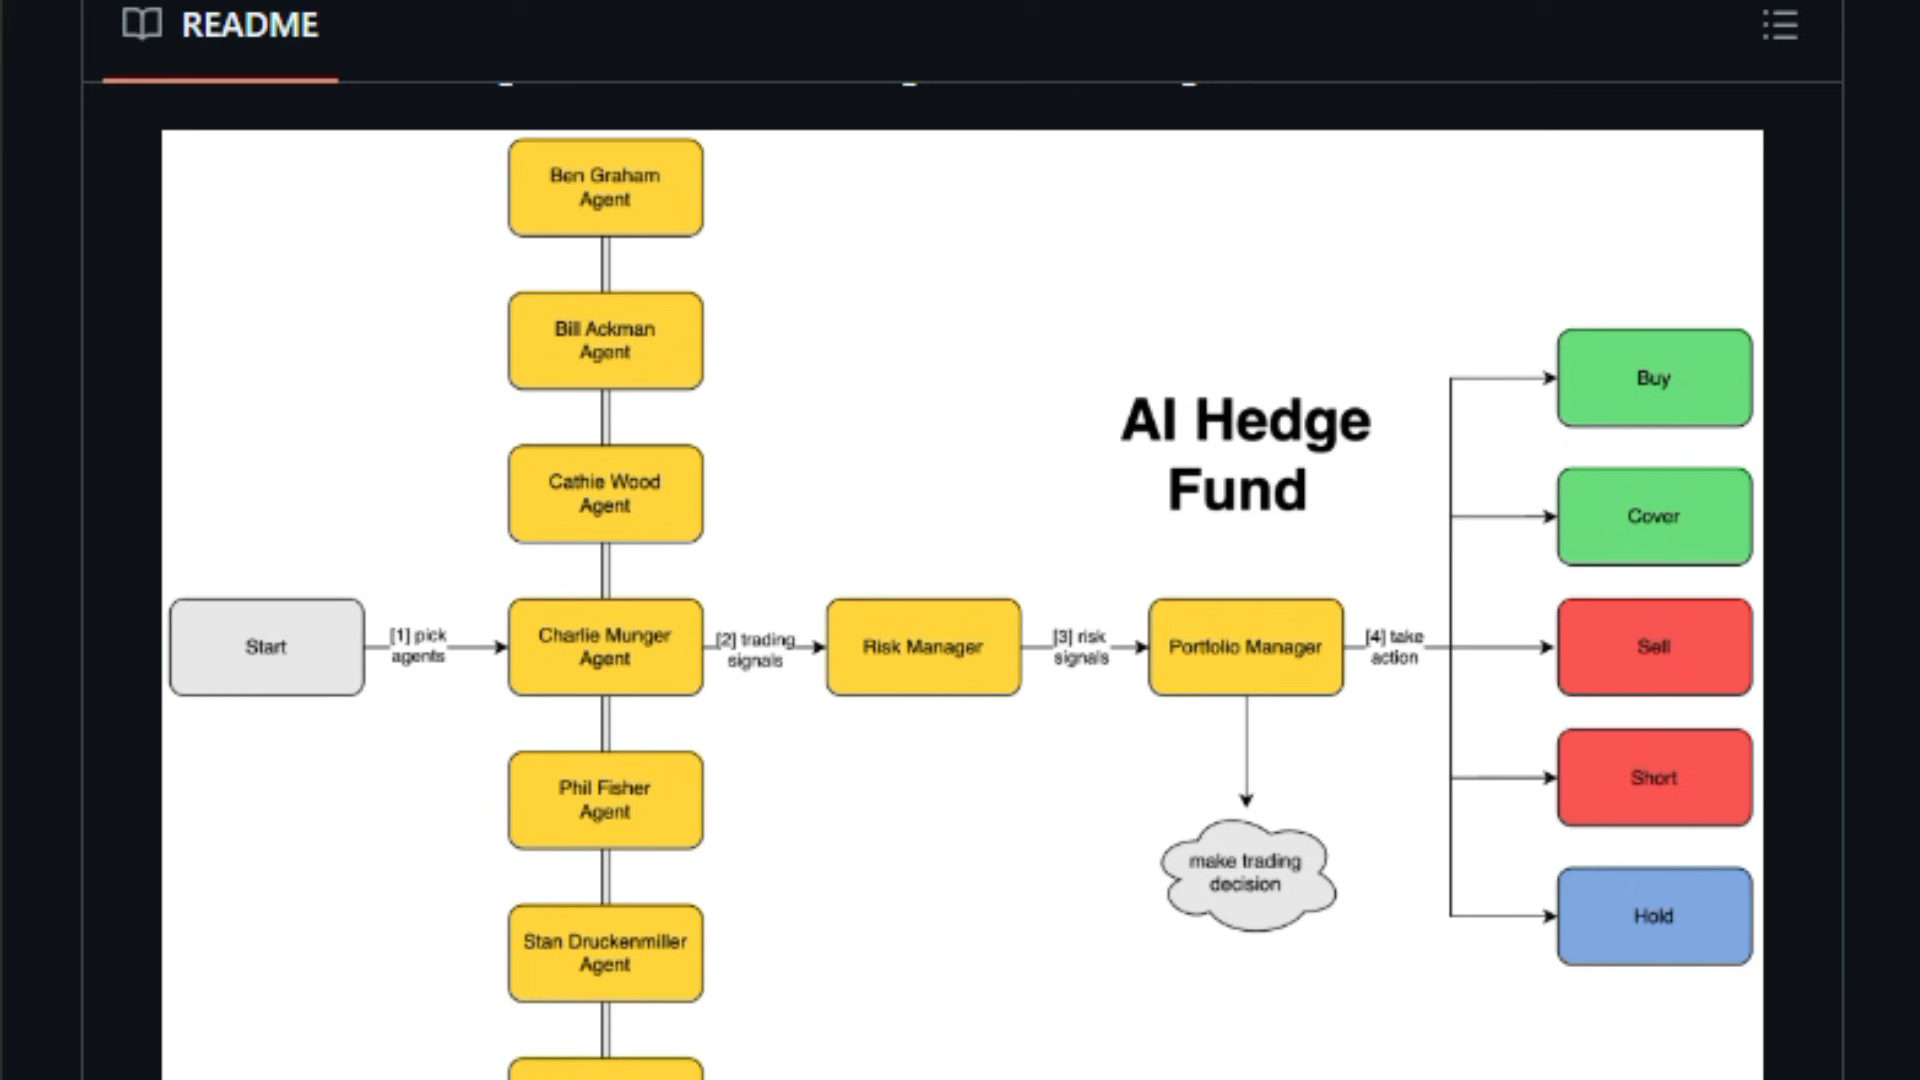 README
Ben Graham
Agent
Bill Ackman
Agent
Cathie Wood
Agent
AI Hedge
Fund
Buy
Cover
Start
[1] pick
agents
Charlie Munger
Agent
[2] trading
signals
Risk Manager
[3] risk
signals
Portfolio Manager
[4] take
action
Sell
Phil Fisher
Agent
Short
make trading
decision
Stan Druckenmiller
Agent
Hold